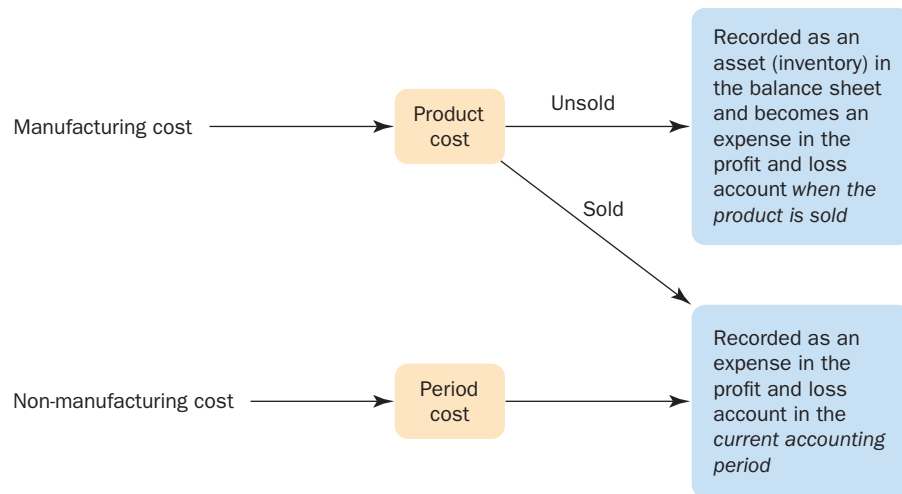 Manufacturing cost
Product
cost
Unsold
Recorded as an
asset (inventory) in
the balance sheet
and becomes an
expense in the
profit and loss
account when the
product is sold
Sold
Non-manufacturing cost
Period
cost
Recorded as an
expense in the
profit and loss
account in the
current accounting
period